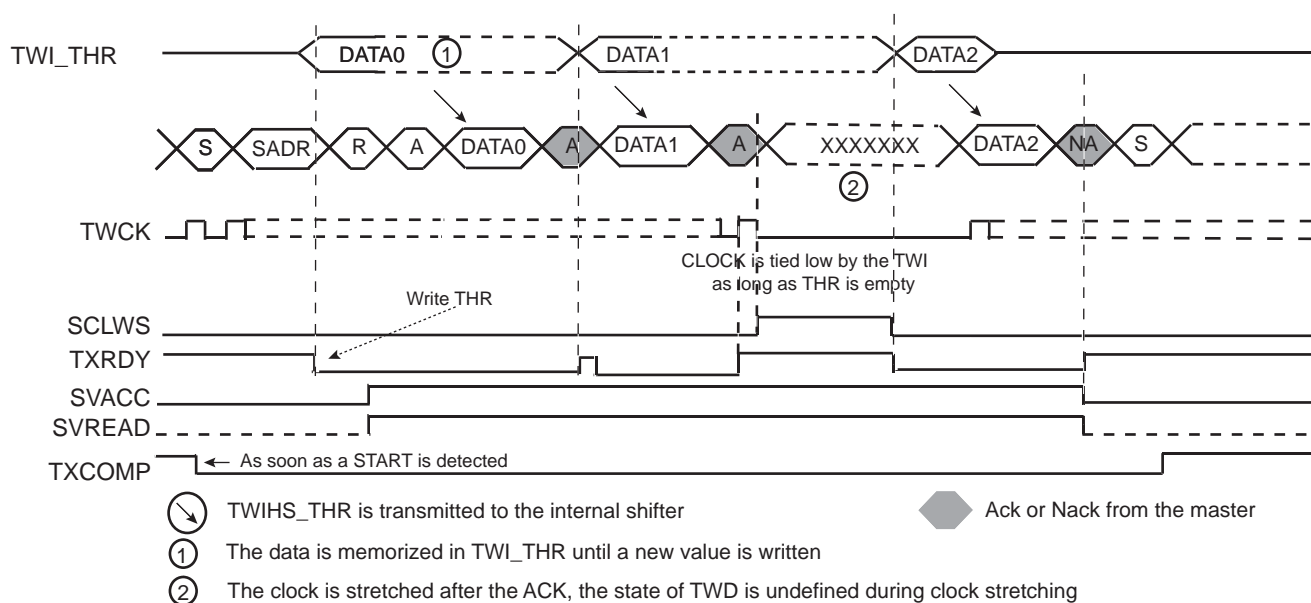 TWI_THR DATA0 1 DATA1 DATA2
S SADR R A DATA0 A DATA1 A XXXXXXX DATA2 NA S
2
TWCK
CLOCK is tied low by the TWI
as long as THR is empty
Write THR
SCLWS
TXRDY
SVACC
SVREAD
TXCOMP As soon as a START is detected
TWIHS_THR is transmitted to the internal shifter Ack or Nack from the master
1 The data is memorized in TWI_THR until a new value is written
2 The clock is stretched after the ACK, the state of TWD is undefined during clock stretching